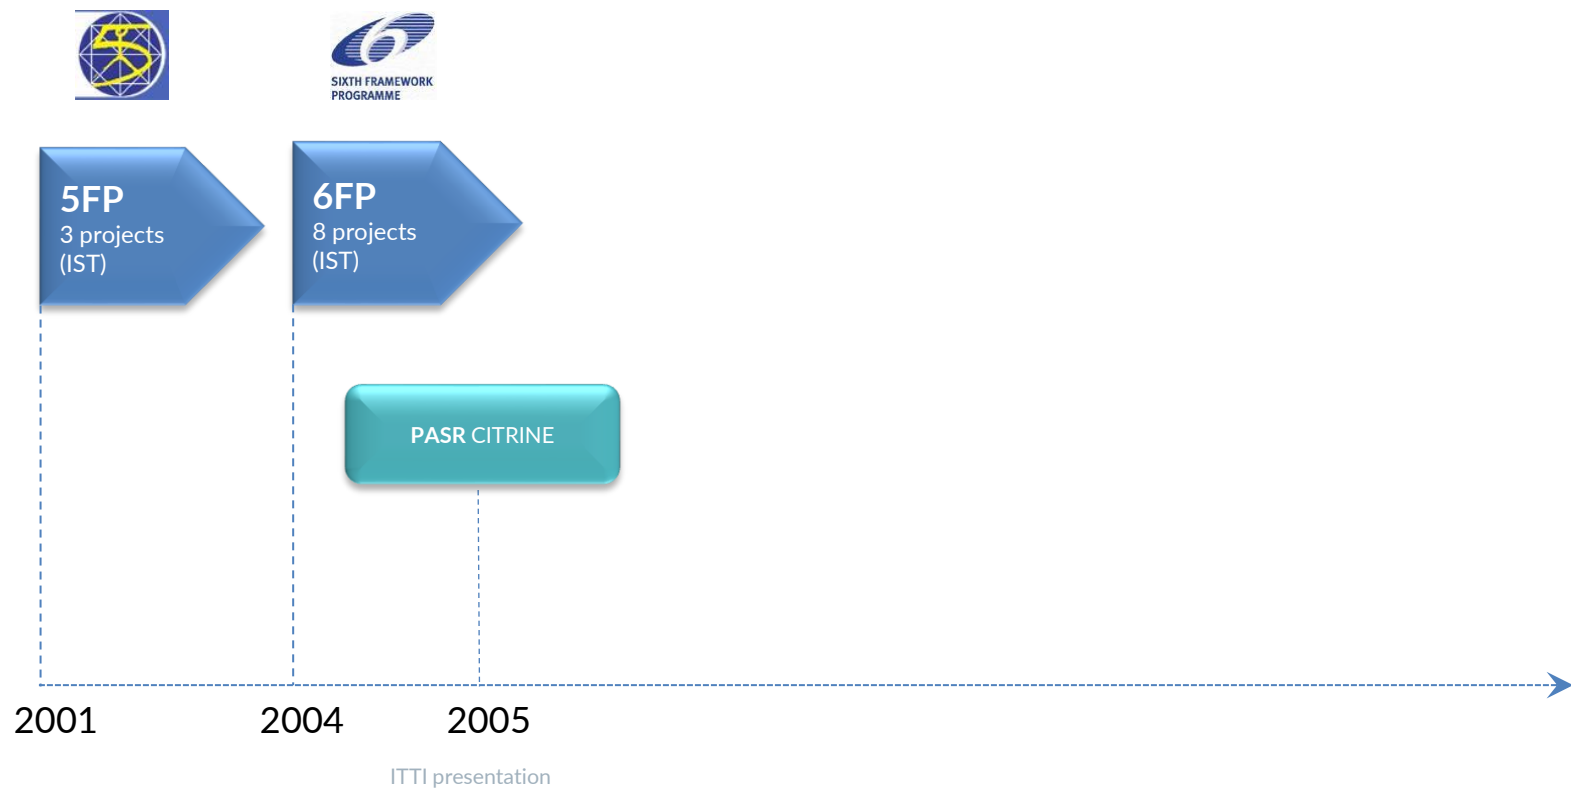 SIXTH FRAMEWORK
PROGRAMME
5FP
3 projects
(IST)
6FP
8 projects
(IST)
PASR CITRINE
2001
2004
2005
ITTI presentation